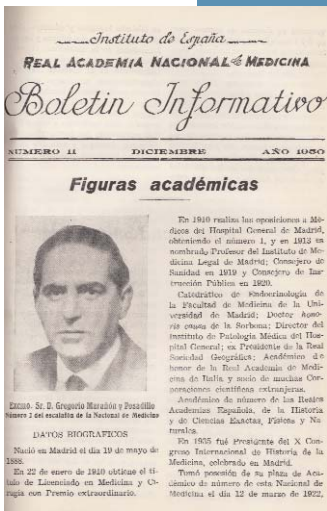 Instituto de España
REAL ACADEMIA NACIONAL de MEDICINA
Boletin Informativo
NUMERO 11 DICIEMBRE AÑO 1950
Figuras académicas
EXCMO. Sr. D. Gregorio Marañón y Posadillo
Número 1 del escalafón de la Nacional de Medicina
DATOS BIOGRAFICOS
Nació en Madrid el día 19 de mayo de
1888.
En 22 de enero de 1910 obtiene el tí-
tulo de Licenciado en Medicina y Ci-
rugía con Premio extraordinario.
En 1910 realiza las oposiciones a Mé-
dicos del Hospital General de Madrid,
obteniendo el número 1, y en 1913 es
nombrado Profesor del Instituto de Me-
dicina Legal de Madrid; Consejero de
Sanidad en 1919 y Consejero de Ins-
trucción Pública en 1920.
Catedrático de Endocrinología de
la Facultad de Medicina de la Uni-
versidad de Madrid; Doctor honoris
causa de la Sorbona; Director del
Instituto de Patología Médica del Hos-
pital General; ex Presidente de la Real
Sociedad Geográfica; Académico de
honor de la Real Academia de Medi-
cina de Italia y socio de muchas Cor-
poraciones científicas extranjeras.
Académico de número de las Reales
Academias Española, de la Historia
y de Ciencias Exactas, Físicas y Na-
turales.
En 1935 fué Presidente del X Con-
greso Internacional de Historia de la
Medicina, celebrado en Madrid.
Tomó posesión de su plaza de Aca-
démico de número de esta Nacional de
Medicina el día 12 de marzo de 1922,